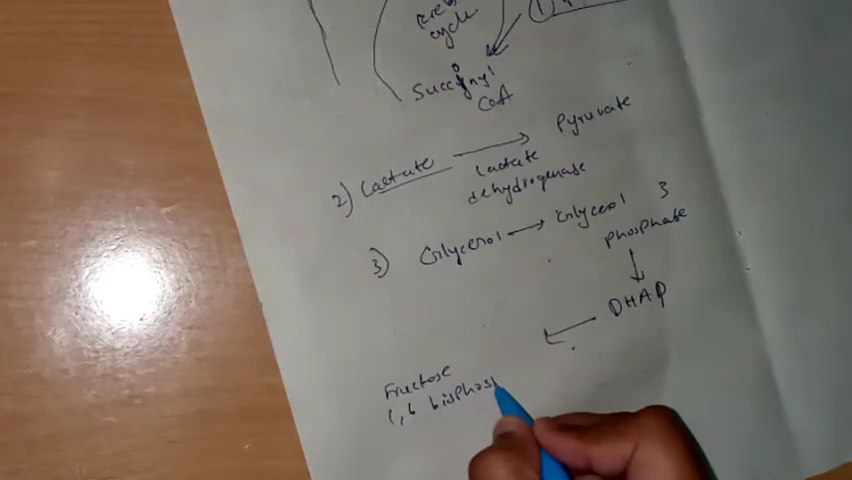 cycle
Succinyl
CoA
2) Lactate → Pyruvate
Lactate
dehydrogenase
3) Glycerol → Glycerol 3
phosphate
↓
DHAP
←
Fructose
1,6 bisphos